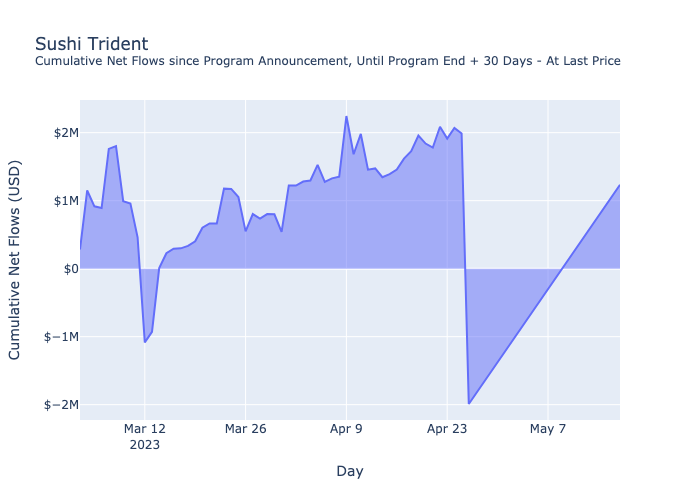 Sushi Trident
Cumulative Net Flows since Program Announcement, Until Program End + 30 Days - At Last Price
Cumulative Net Flows (USD)
$2M
$1M
$0
$−1M
$−2M
Mar 12
2023
Mar 26
Apr 9
Apr 23
May 7
Day